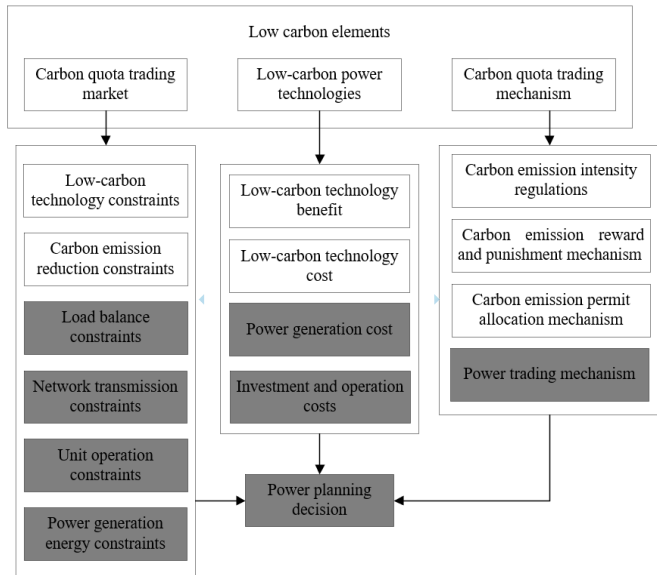 Low carbon elements
Carbon quota trading
market
Low-carbon power
technologies
Carbon quota trading
mechanism
Low-carbon
technology constraints
Carbon emission
reduction constraints
Load balance
constraints
Network transmission
constraints
Unit operation
constraints
Power generation
energy constraints
Low-carbon technology
benefit
Low-carbon technology
cost
Power generation cost
Investment and operation
costs
Carbon emission intensity
regulations
Carbon emission reward
and punishment mechanism
Carbon emission permit
allocation mechanism
Power trading mechanism
Power planning
decision